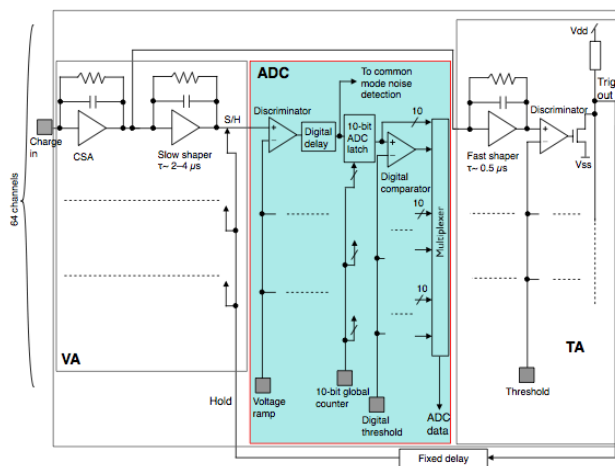 Vdd
ADC
To common
mode noise
detection
Trig
out
Discriminator
10
Discriminator
S/H
Digital
delay
10-bit
ADC
latch
Charge
in
CSA
Slow shaper
τ~ 2–4 µs
Digital
comparator
Fast shaper
τ~ 0.5 µs
Vss
64 channels
10
Multiplexer
10
VA
TA
Hold
Voltage
ramp
10-bit global
counter
Digital
threshold
ADC
data
Threshold
Fixed delay